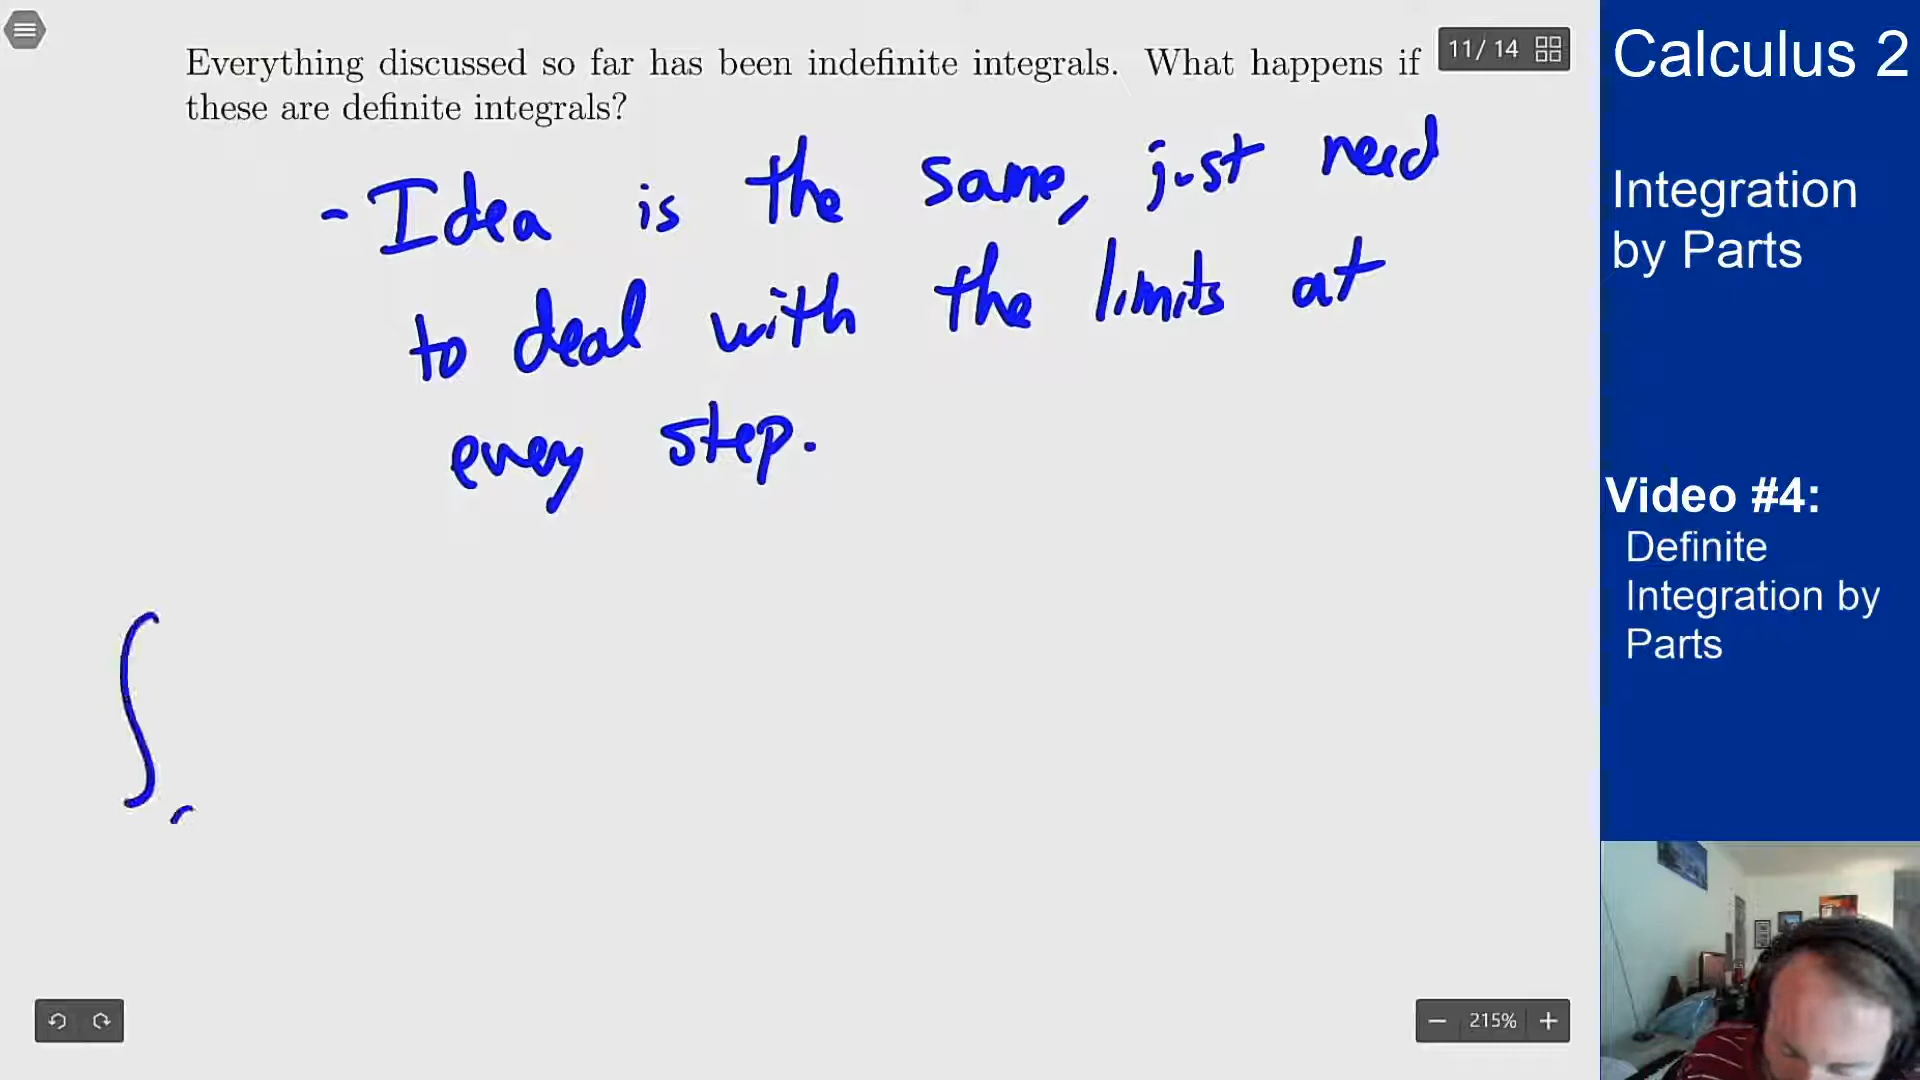 Everything discussed so far has been indefinite integrals. What happens if
these are definite integrals?
11/ 14
- Idea is the same, just need
to deal with the limits at
every step.
∫
Calculus 2
Integration
by Parts
Video #4:
Definite
Integration by
Parts
215%